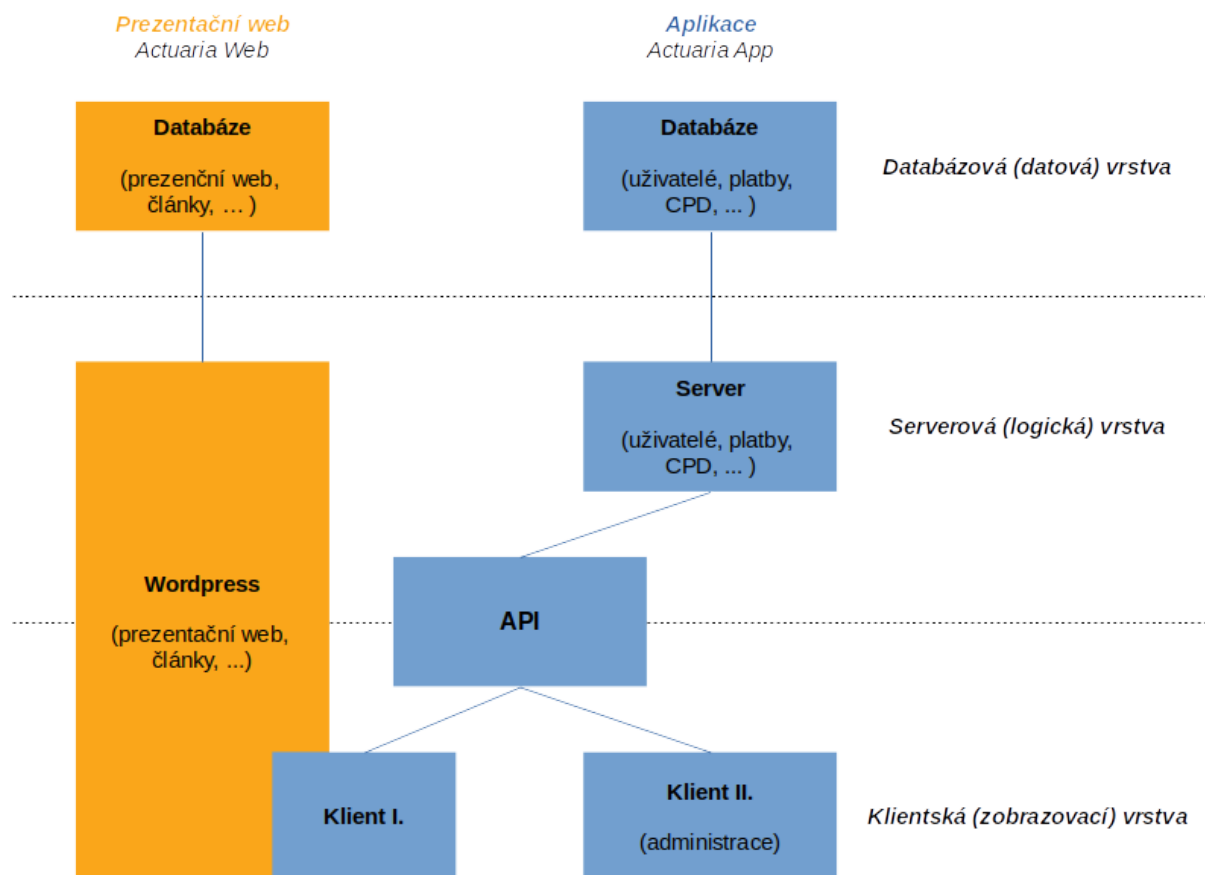 Prezentační web
Actuaria Web
Aplikace
Actuaria App
Databáze
(prezenční web,
články, … )
Databáze
(uživatelé, platby,
CPD, ... )
Databázová (datová) vrstva
Server
(uživatelé, platby,
CPD, ... )
Serverová (logická) vrstva
Wordpress
(prezentační web,
články, ...)
API
Klient I.
Klient II.
(administrace)
Klientská (zobrazovací) vrstva